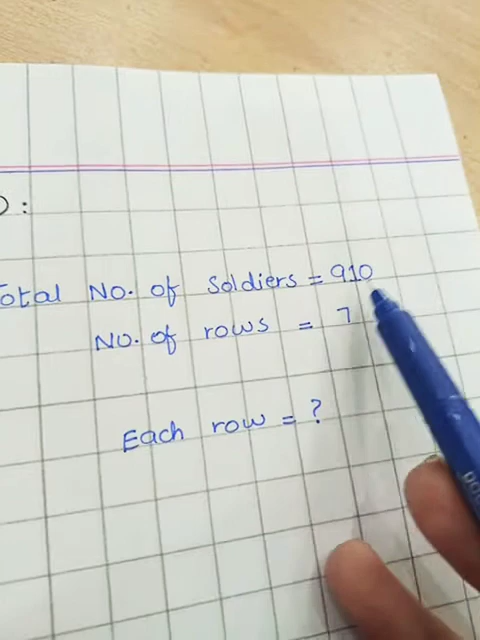 :
Total No. of Soldiers = 910
No. of rows = 7
Each row = ?